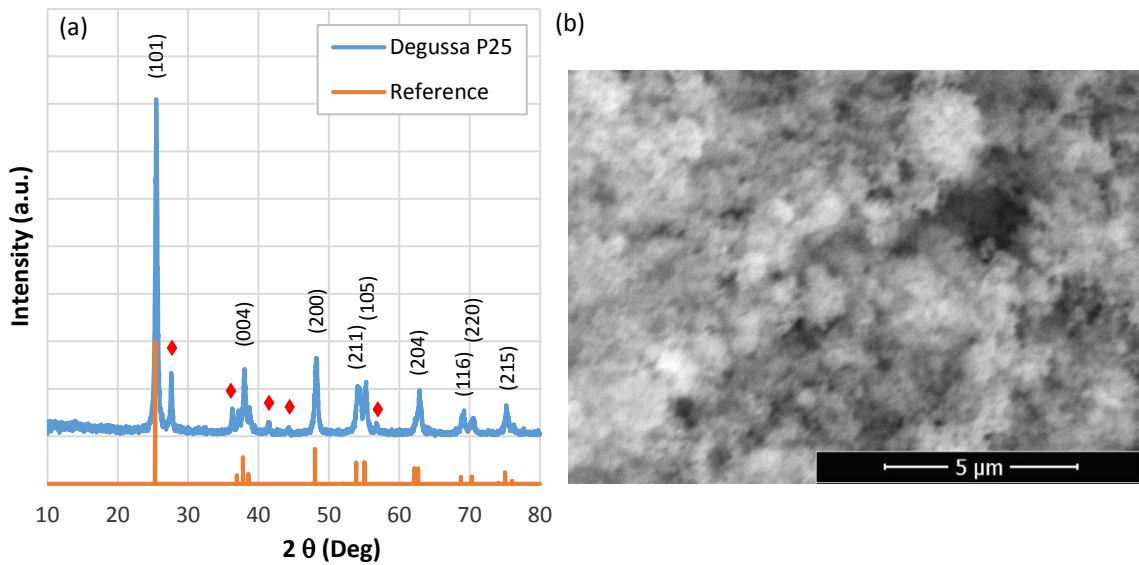 (a)
(b)
Degussa P25
Reference
(101)
(004)
(200)
(211)
(105)
(204)
(116)
(220)
(215)
Intensity (a.u.)
10 20 30 40 50 60 70 80
2 θ (Deg)
5 µm